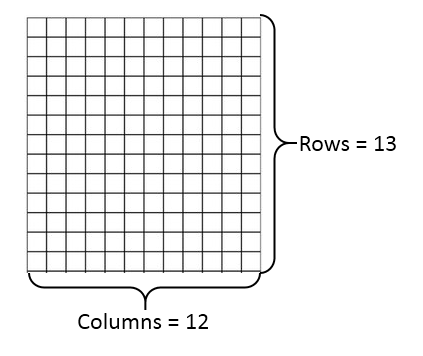 Rows = 13
Columns = 12